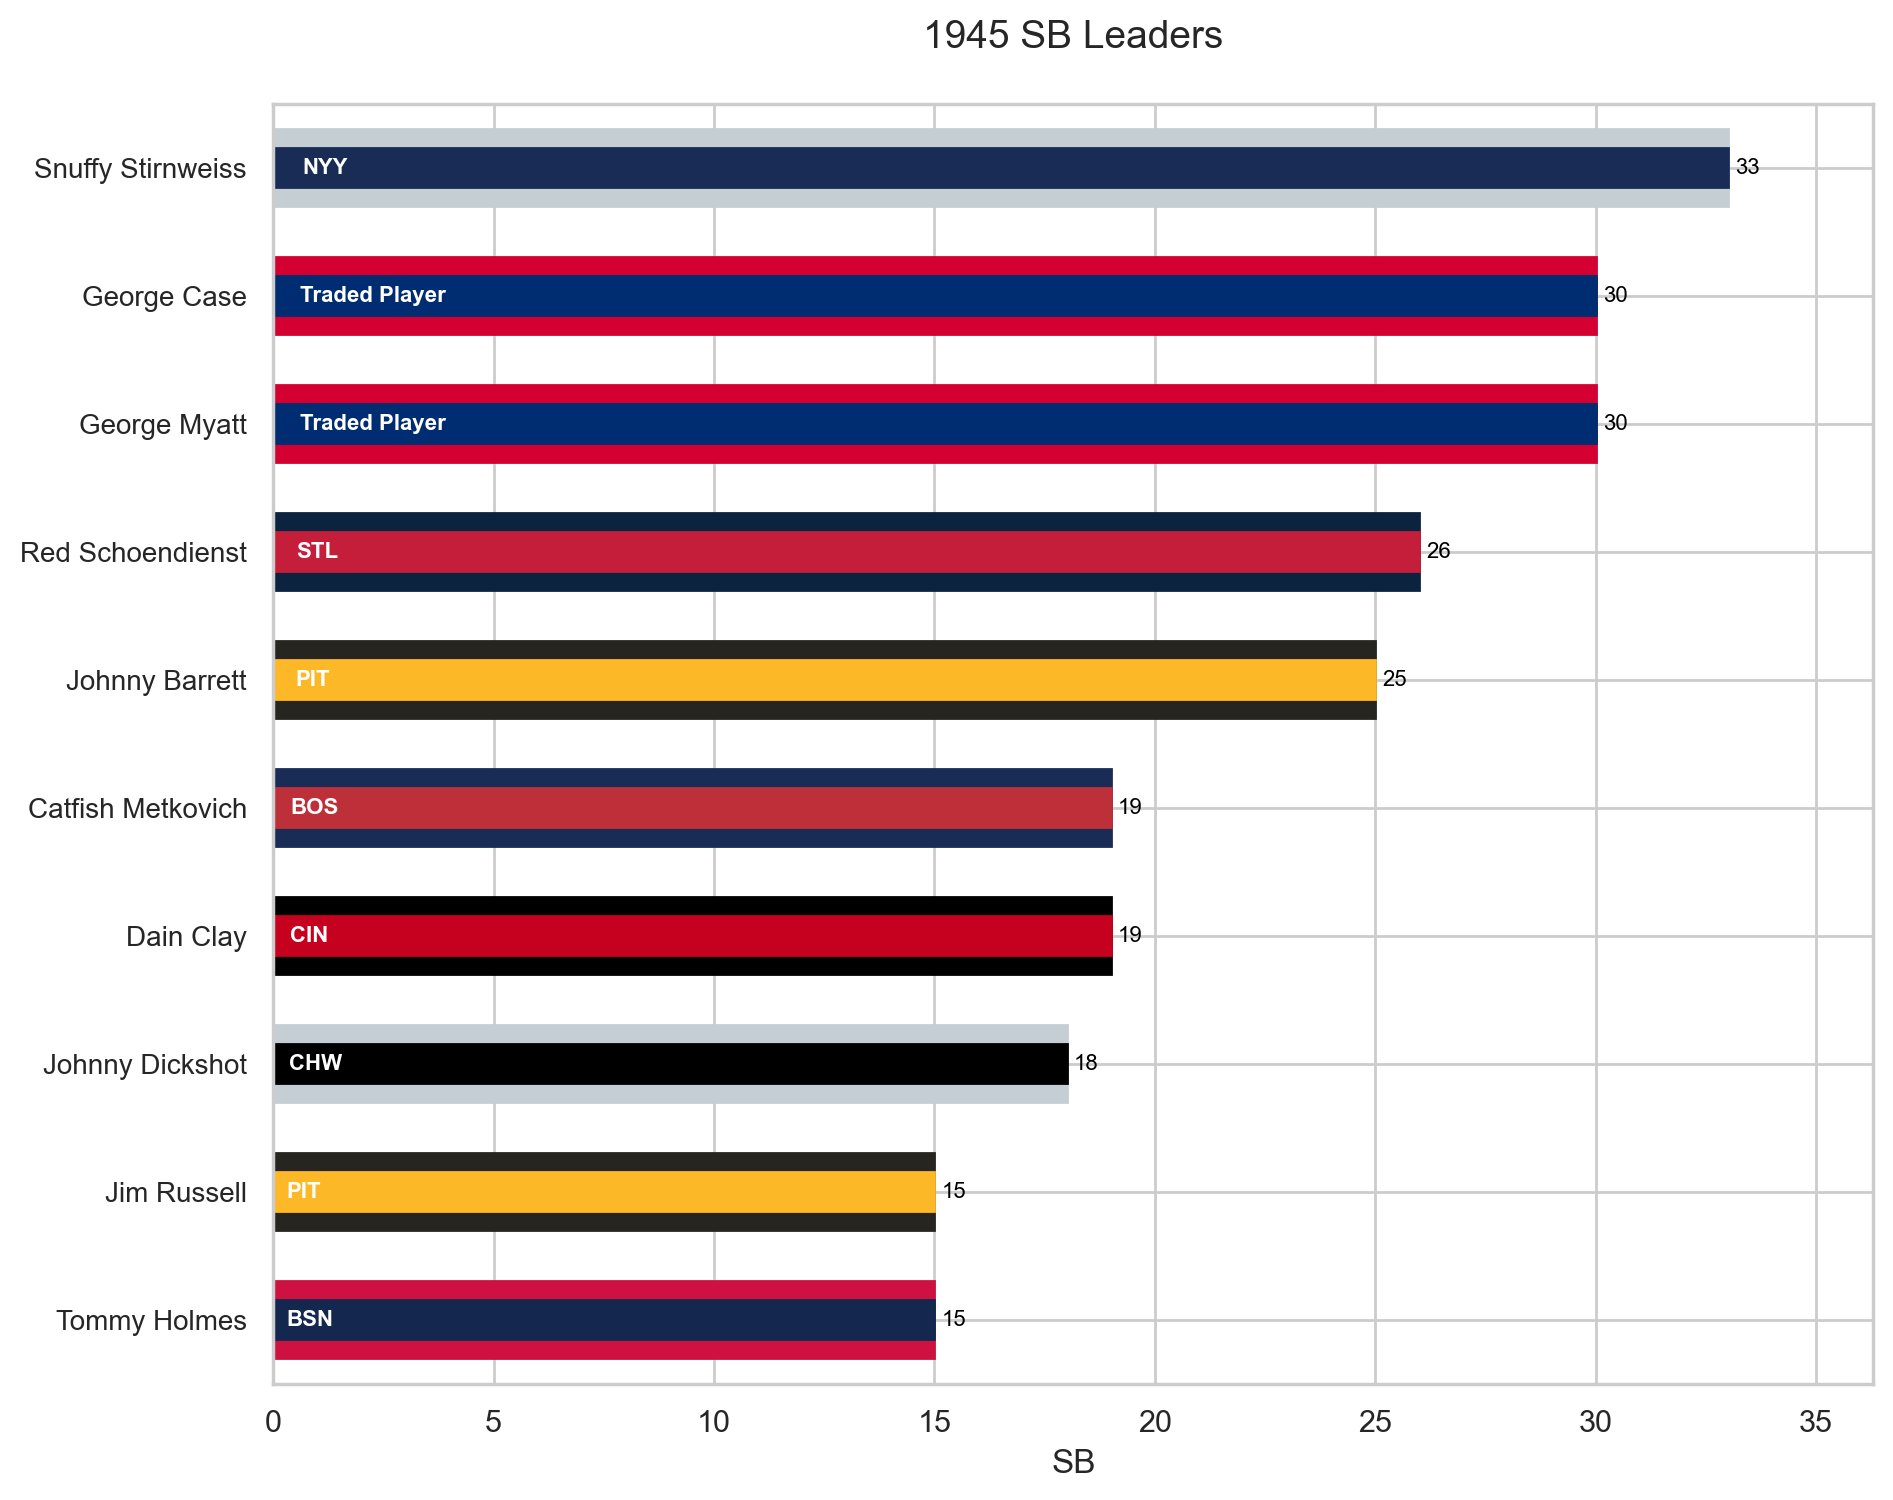 1945 SB Leaders
Snuffy Stirnweiss
NYY
33
George Case
Traded Player
30
George Myatt
Traded Player
30
Red Schoendienst
STL
26
Johnny Barrett
PIT
25
Catfish Metkovich
BOS
19
Dain Clay
CIN
19
Johnny Dickshot
CHW
18
Jim Russell
PIT
15
Tommy Holmes
BSN
15
0 5 10 15 20 25 30 35
SB